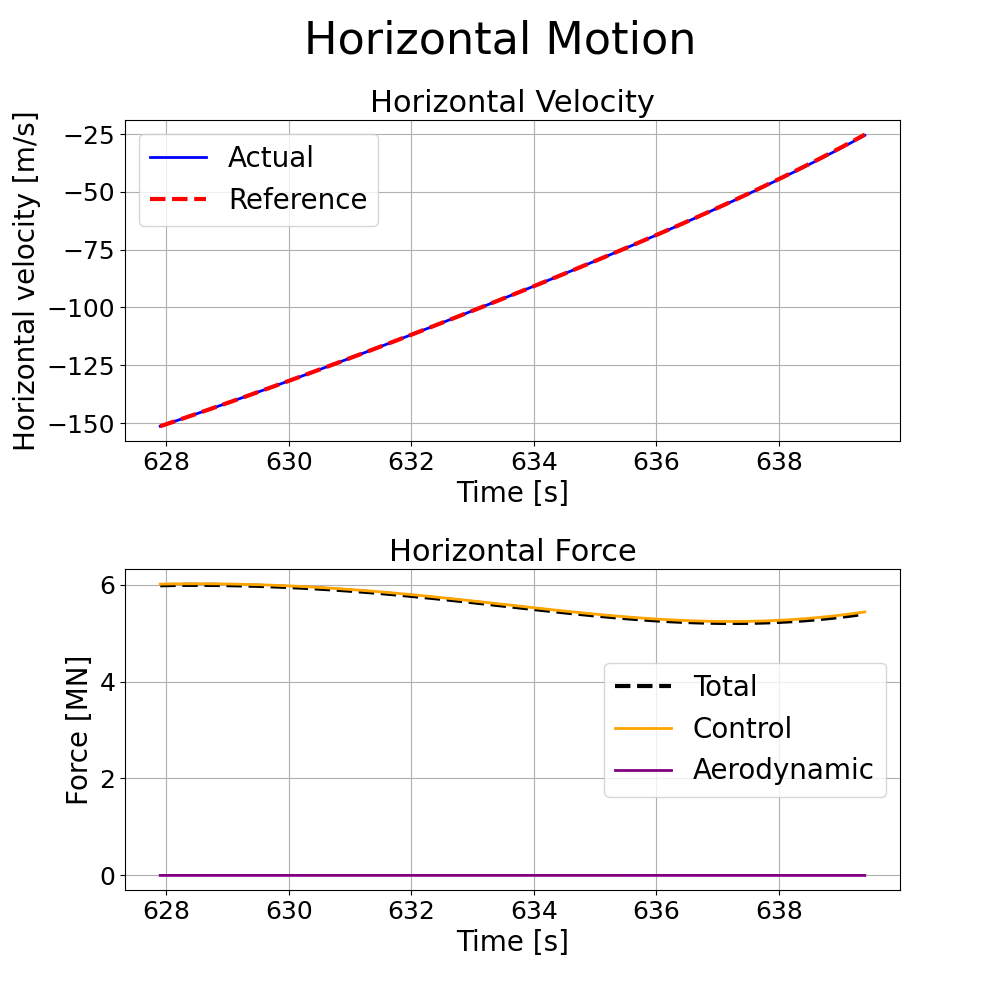 Horizontal Motion
Horizontal Velocity
Horizontal velocity [m/s]
−25
−50
−75
−100
−125
−150
Actual
Reference
628 630 632 634 636 638
Time [s]
Horizontal Force
Force [MN]
6
4
2
0
Total
Control
Aerodynamic
628 630 632 634 636 638
Time [s]